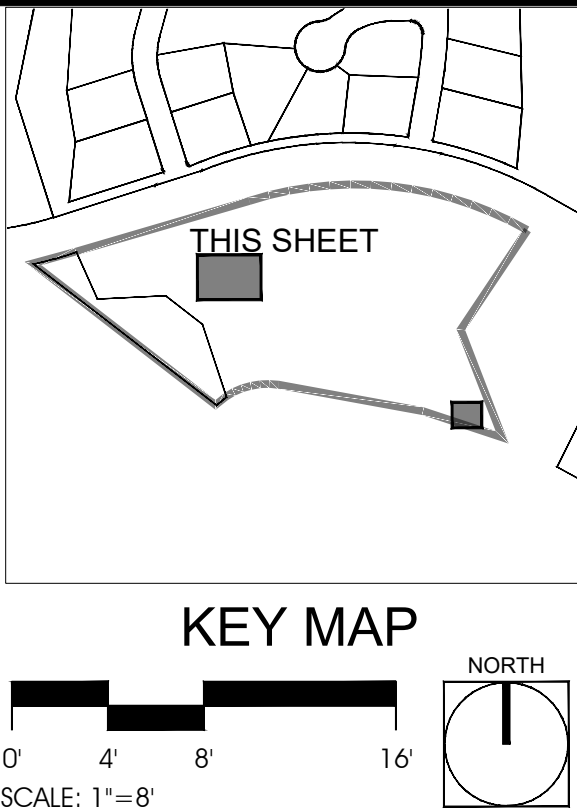 THIS SHEET
KEY MAP
NORTH
0' 4' 8' 16'
SCALE: 1"=8'